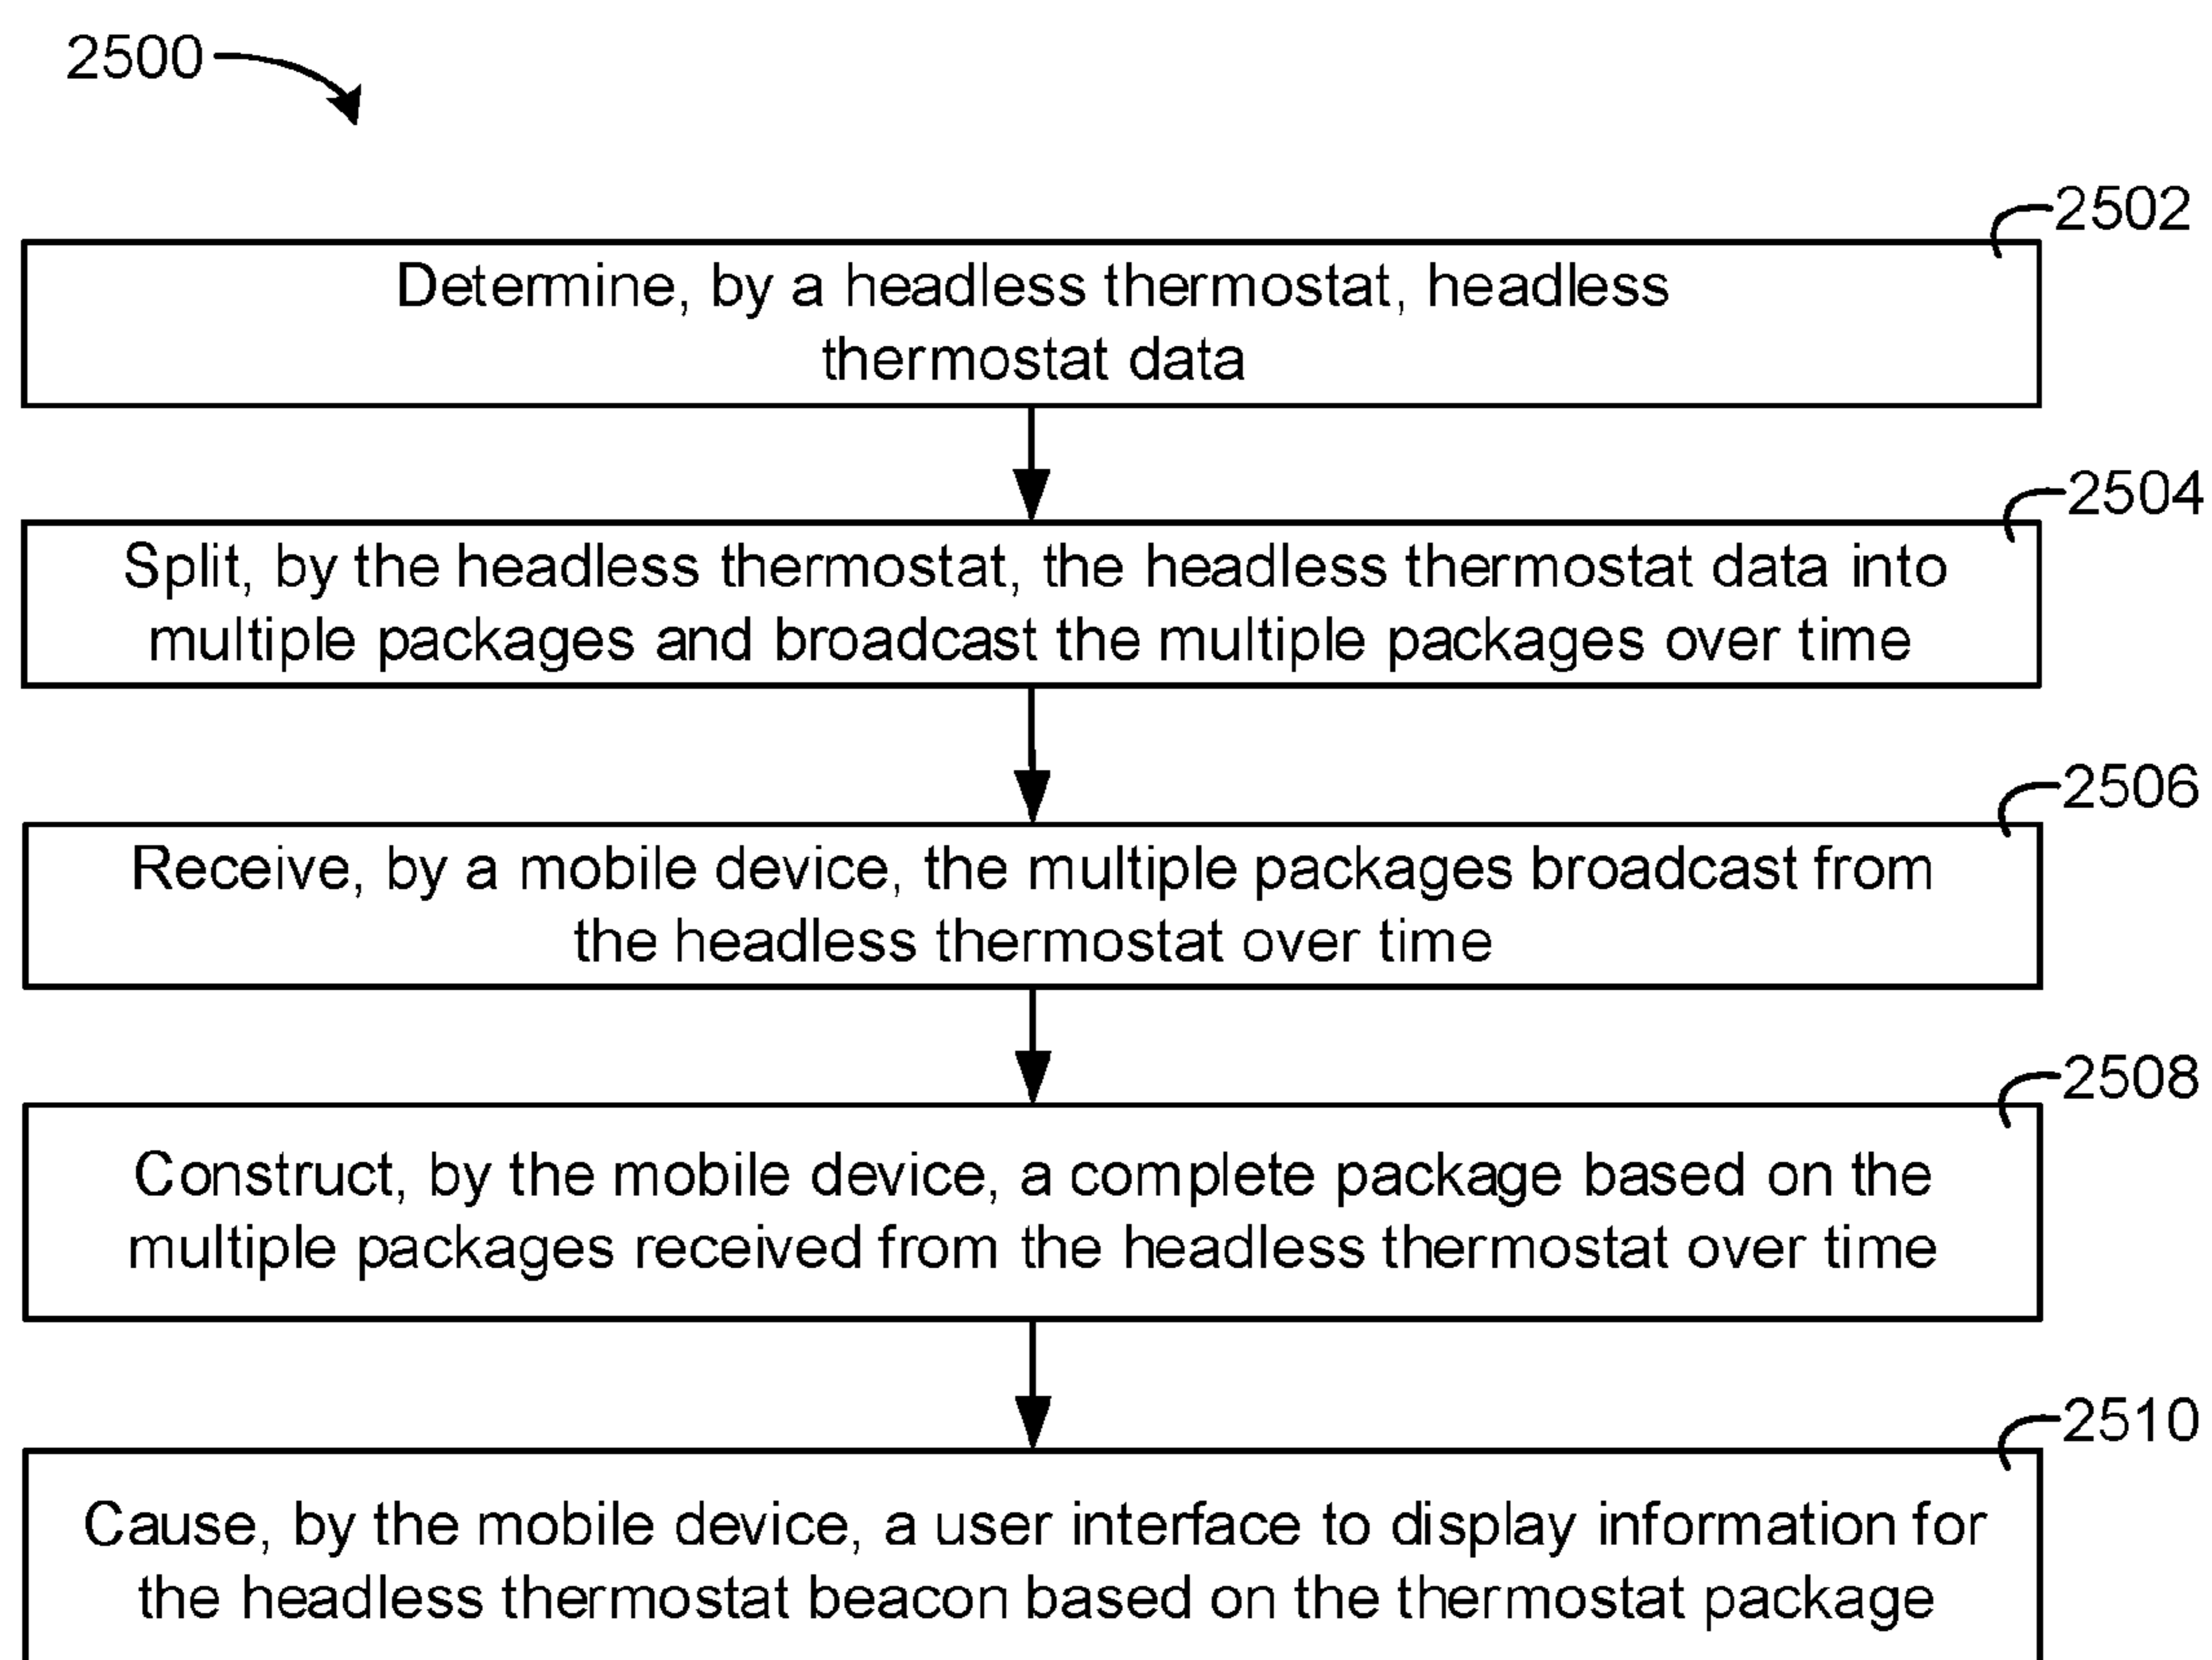 2500
2502
Determine, by a headless thermostat, headless
thermostat data
2504
Split, by the headless thermostat, the headless thermostat data into
multiple packages and broadcast the multiple packages over time
2506
Receive, by a mobile device, the multiple packages broadcast from
the headless thermostat over time
2508
Construct, by the mobile device, a complete package based on the
multiple packages received from the headless thermostat over time
2510
Cause, by the mobile device, a user interface to display information for
the headless thermostat beacon based on the thermostat package